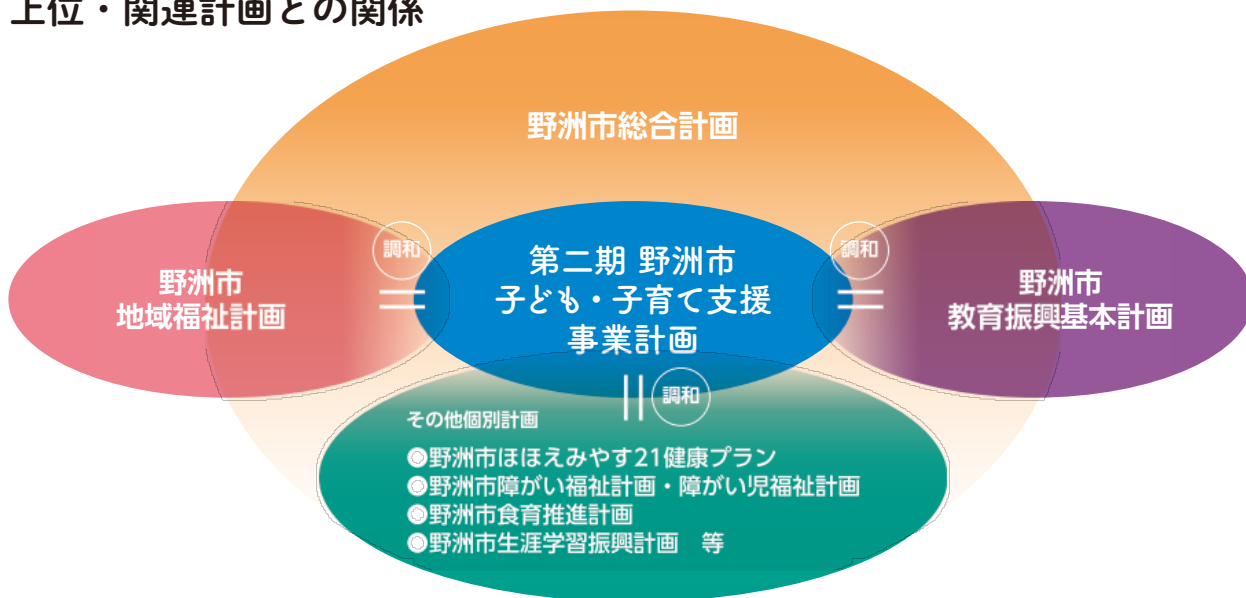 上位・関連計画との関係
野洲市総合計画
野洲市
地域福祉計画
調和
第二期 野洲市
子ども・子育て支援
事業計画
調和
野洲市
教育振興基本計画
調和
その他個別計画
◎野洲市ほほえみやす21健康プラン
◎野洲市障がい福祉計画・障がい児福祉計画
◎野洲市食育推進計画
◎野洲市生涯学習振興計画　等